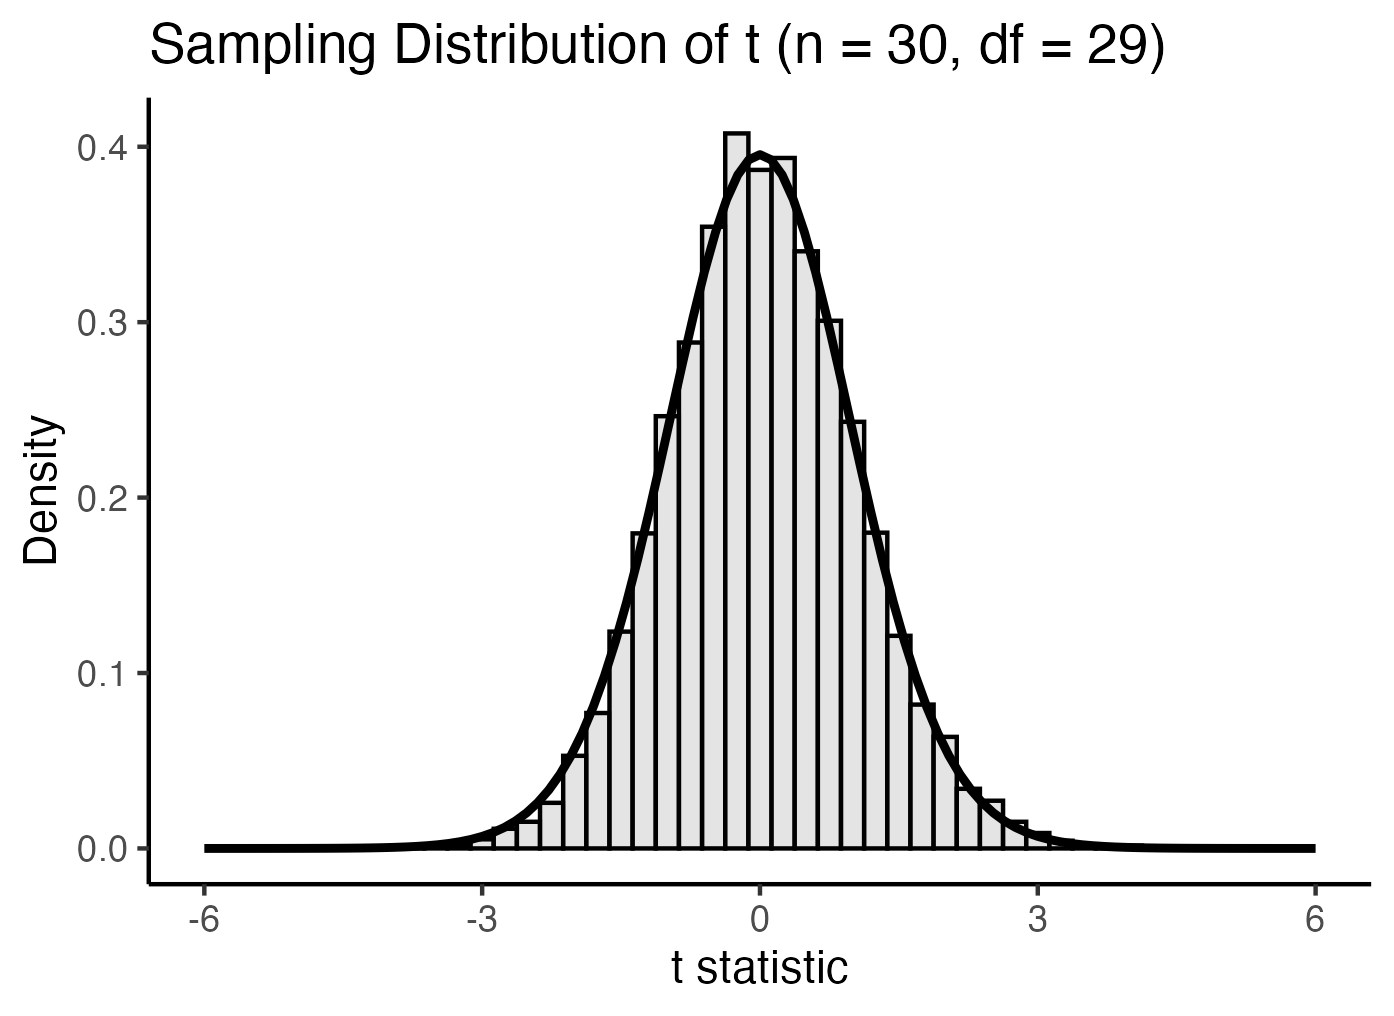 Sampling Distribution of t (n = 30, df = 29)
0.4
0.3
0.2
0.1
0.0
Density
-6 -3 0 3 6
t statistic